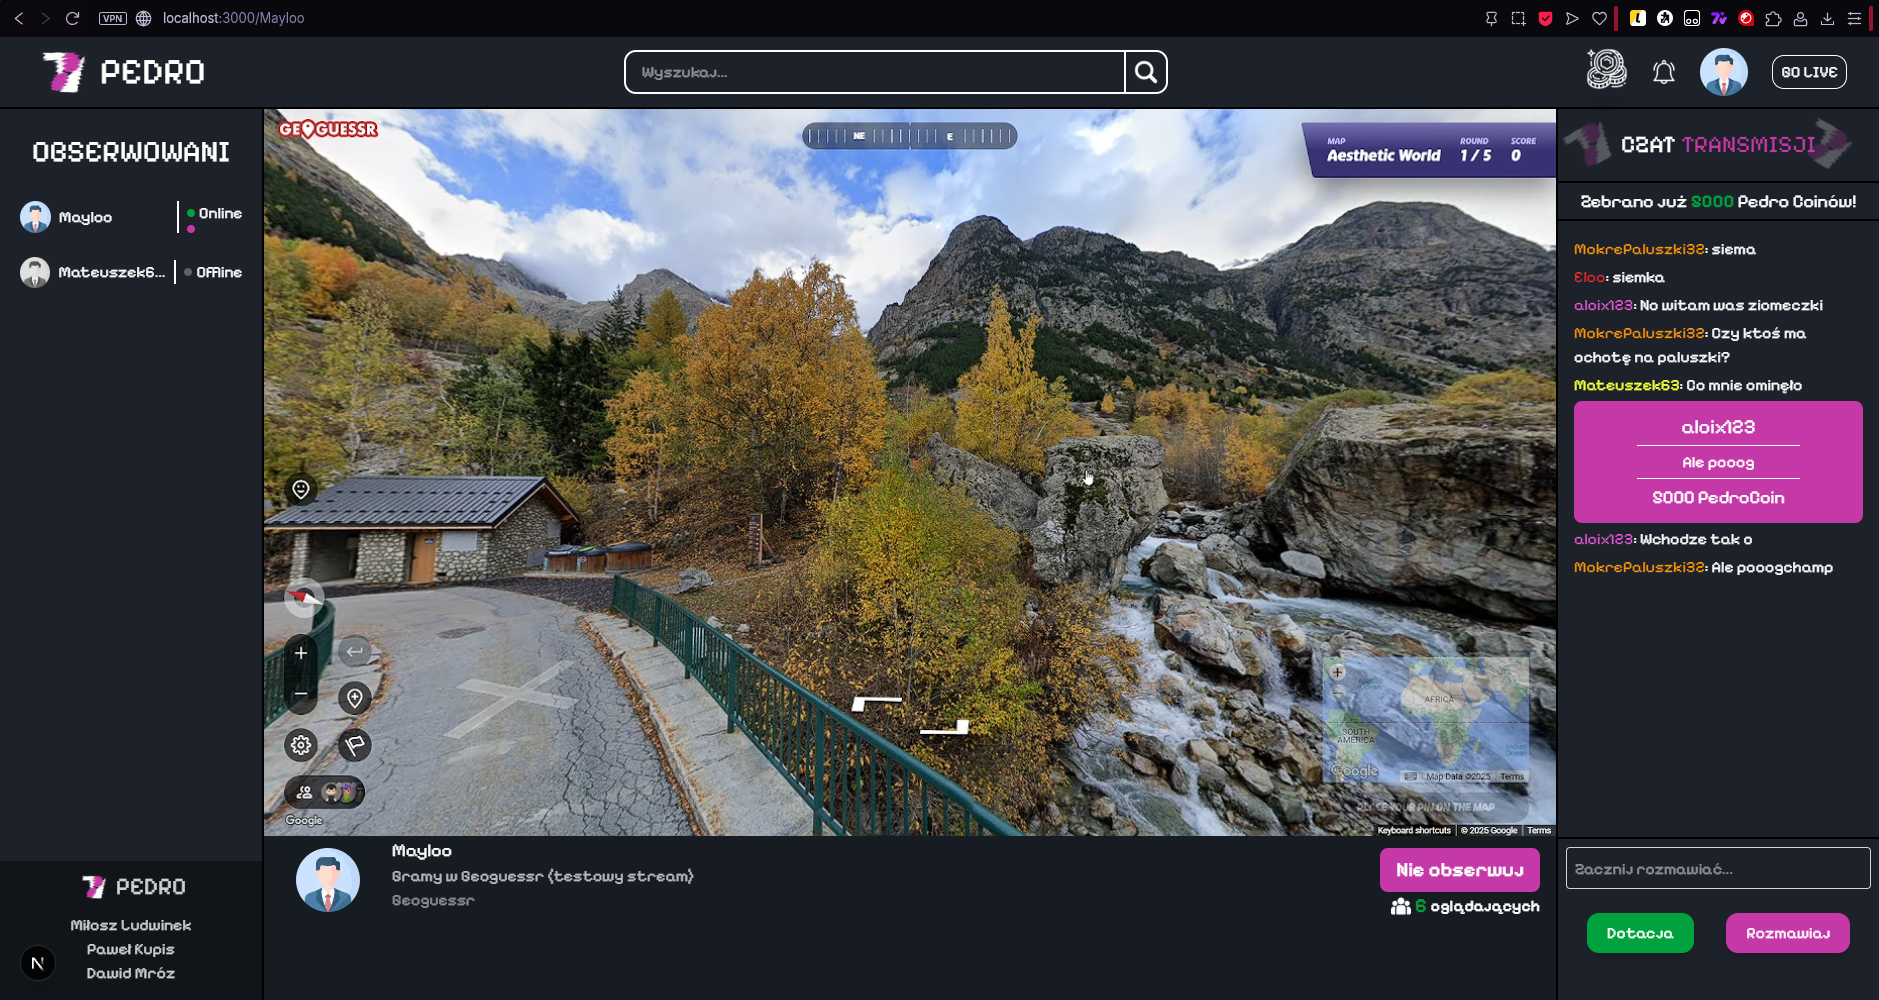 VPN
localhost:3000/Mayloo
PEDRO
Wyszukaj...
GO LIVE
OBSERWOWANI
Mayloo
Online
Mateuszek6...
Offline
GEOGUESSR
NE
E
MAP
Aesthetic World
ROUND
1 / 5
SCORE
0
AFRICA
SOUTH
AMERICA
Indian
Ocean
Google
Map Data ©2025
Terms
PLACE YOUR PIN ON THE MAP
Google
Keyboard shortcuts
© 2025 Google
Terms
Mayloo
Gramy w Geoguessr (testowy stream)
Geoguessr
Nie obserwuj
6 oglądających
CZAT TRANSMISJI
Zebrano już 8000 Pedro Coinów!
MokrePaluszki32: siema
Eloo: siemka
aloix123: No witam was ziomeczki
MokrePaluszki32: Czy ktoś ma
ochotę na paluszki?
Mateuszek63: Co mnie ominęło
aloix123
Ale pooog
8000 PedroCoin
aloix123: Wchodze tak o
MokrePaluszki32: Ale pooogchamp
Zacznij rozmawiać...
Dotacja
Rozmawiaj
PEDRO
Miłosz Ludwinek
Paweł Kupis
Dawid Mróz
N